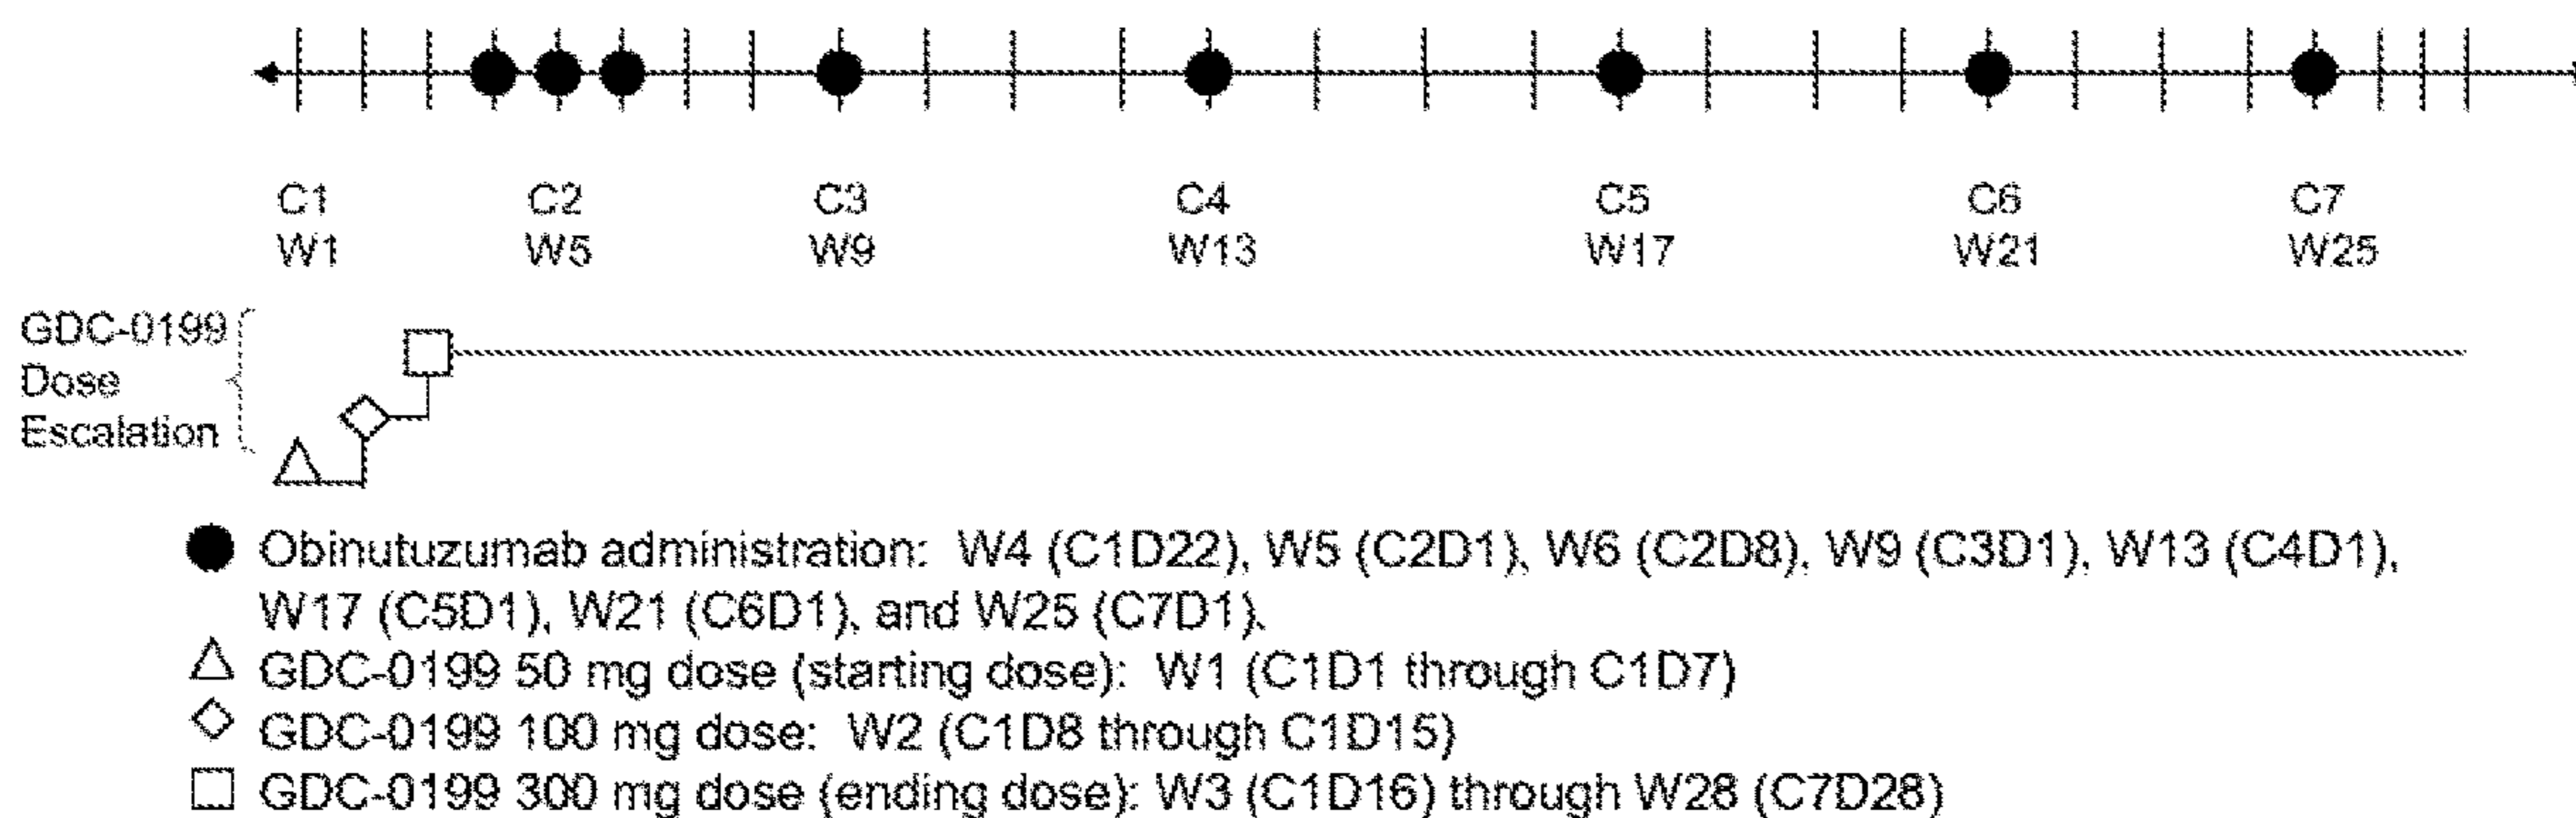 C1 C2 C3 C4 C5 C6 C7
W1 W5 W9 W13 W17 W21 W25
GDC-0199
Dose
Escalation
Obinutuzumab administration: W4 (C1D22), W5 (C2D1), W6 (C2D8), W9 (C3D1), W13 (C4D1),
W17 (C5D1), W21 (C6D1), and W25 (C7D1).
GDC-0199 50 mg dose (starting dose): W1 (C1D1 through C1D7)
GDC-0199 100 mg dose: W2 (C1D8 through C1D15)
GDC-0199 300 mg dose (ending dose): W3 (C1D16) through W28 (C7D28)